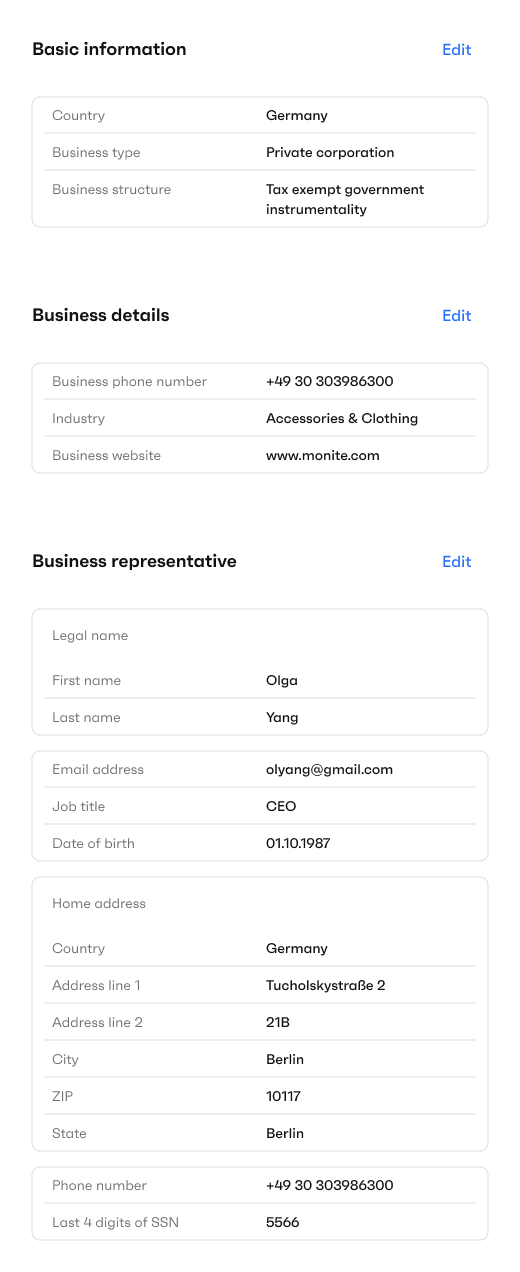 Basic information Edit
Country Germany
Business type Private corporation
Business structure Tax exempt government
instrumentality
Business details Edit
Business phone number +49 30 303986300
Industry Accessories & Clothing
Business website www.monite.com
Business representative Edit
Legal name
First name Olga
Last name Yang
Email address olyang@gmail.com
Job title CEO
Date of birth 01.10.1987
Home address
Country Germany
Address line 1 Tucholskystraße 2
Address line 2 21B
City Berlin
ZIP 10117
State Berlin
Phone number +49 30 303986300
Last 4 digits of SSN 5566